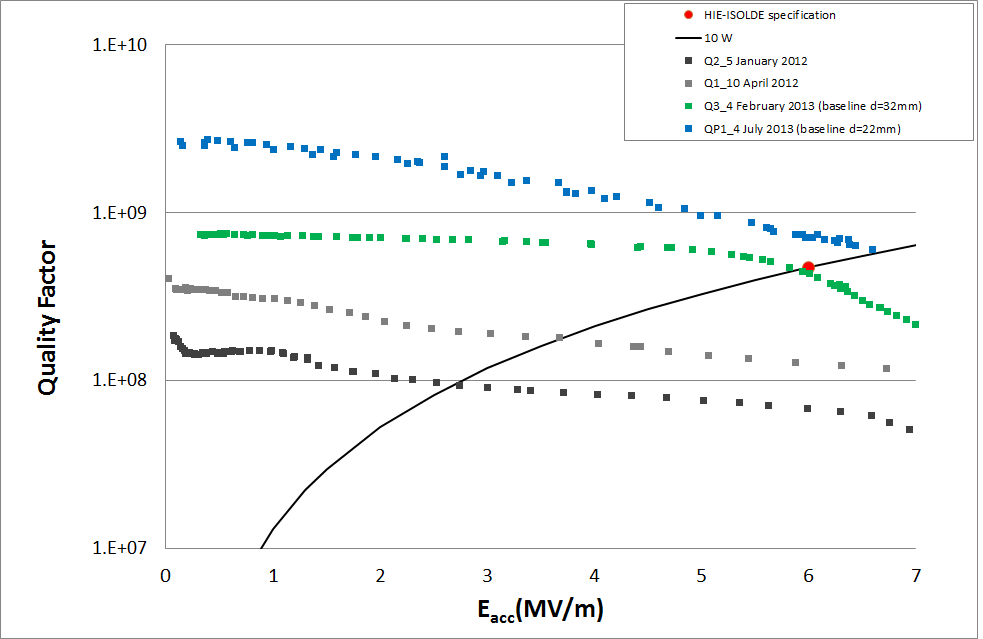 HIE-ISOLDE specification
10 W
Q2_5 January 2012
Q1_10 April 2012
Q3_4 February 2013 (baseline d=32mm)
QP1_4 July 2013 (baseline d=22mm)
1.E+10
1.E+09
1.E+08
1.E+07
Quality Factor
0 1 2 3 4 5 6 7
Eacc(MV/m)